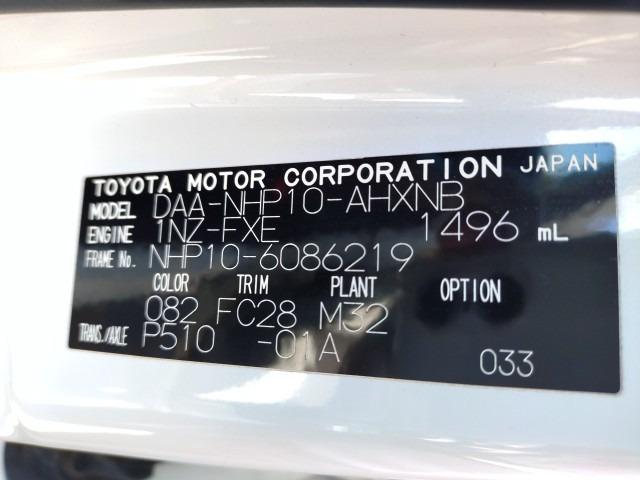 TOYOTA MOTOR CORPORATION JAPAN
MODEL DAA-NHP10-AHXNB
ENGINE 1NZ-FXE 1496 mL
FRAME No. NHP10-6086219
COLOR TRIM PLANT OPTION
082 FC28 M32
TRANS./AXLE P510 -01A
033